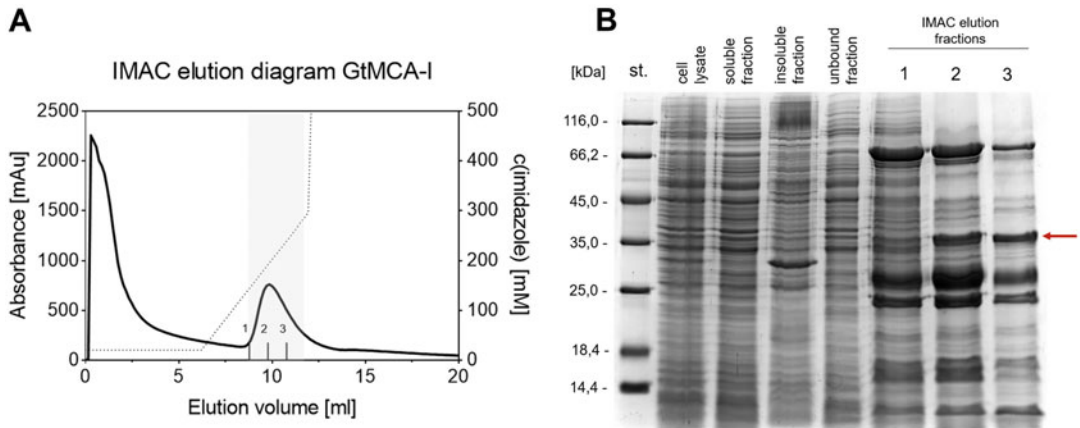 A
IMAC elution diagram GtMCA-I
2500
2000
1500
1000
500
0
Absorbance [mAu]
500
400
300
200
100
0
c(imidazole) [mM]
1
2
3
0
5
10
15
20
Elution volume [ml]
B
IMAC elution
fractions
[kDa]
st.
cell
lysate
soluble
fraction
insoluble
fraction
unbound
fraction
1
2
3
116,0 -
66,2 -
45,0 -
35,0 -
25,0 -
18,4 -
14,4 -